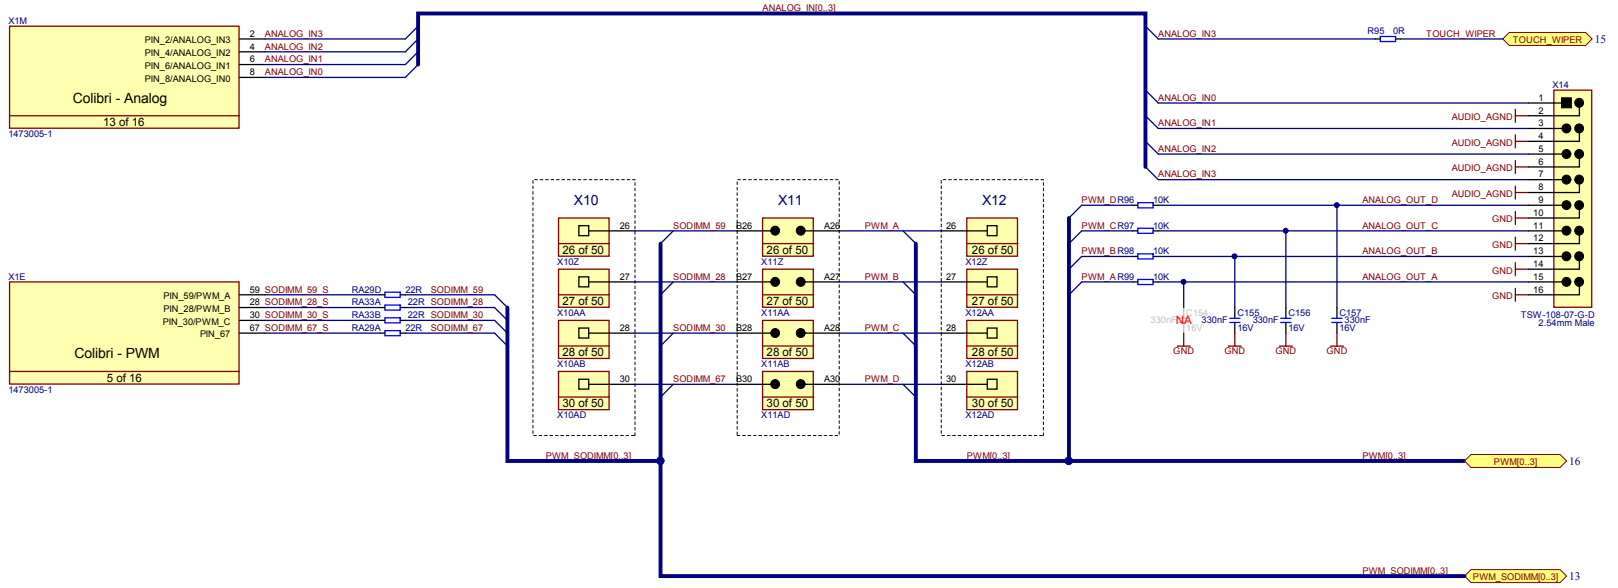 ANALOG_IN[0..3]
X1M
PIN_2/ANALOG_IN3 2 ANALOG_IN3
PIN_4/ANALOG_IN2 4 ANALOG_IN2
PIN_6/ANALOG_IN1 6 ANALOG_IN1
PIN_8/ANALOG_IN0 8 ANALOG_IN0
Colibri - Analog
13 of 16
1473005-1
ANALOG_IN3 R95 0R TOUCH_WIPER TOUCH_WIPER 15
X14
ANALOG_IN0 1
AUDIO_AGND 2
ANALOG_IN1 3
AUDIO_AGND 4
ANALOG_IN2 5
AUDIO_AGND 6
ANALOG_IN3 7
AUDIO_AGND 8
PWM_D R96 10K ANALOG_OUT_D 9
GND 10
PWM_C R97 10K ANALOG_OUT_C 11
GND 12
PWM_B R98 10K ANALOG_OUT_B 13
GND 14
PWM_A R99 10K ANALOG_OUT_A 15
GND 16
TSW-108-07-G-D
2.54mm Male
C154 C155 C156 C157
330nF NA 330nF 330nF 330nF
16V 16V 16V 16V
GND GND GND GND
X10 X11 X12
26 SODIMM_59 B26 A26 PWM_A 26
26 of 50 26 of 50 26 of 50
X10Z X11Z X12Z
27 SODIMM_28 B27 A27 PWM_B 27
27 of 50 27 of 50 27 of 50
X10AA X11AA X12AA
28 SODIMM_30 B28 A28 PWM_C 28
28 of 50 28 of 50 28 of 50
X10AB X11AB X12AB
30 SODIMM_67 B30 A30 PWM_D 30
30 of 50 30 of 50 30 of 50
X10AD X11AD X12AD
X1E
PIN_59/PWM_A 59 SODIMM_59_S RA29D 22R SODIMM_59
PIN_28/PWM_B 28 SODIMM_28_S RA33A 22R SODIMM_28
PIN_30/PWM_C 30 SODIMM_30_S RA33B 22R SODIMM_30
PIN_67 67 SODIMM_67_S RA29A 22R SODIMM_67
Colibri - PWM
5 of 16
1473005-1
PWM_SODIMM[0..3] PWM[0..3] PWM[0..3] PWM[0..3] 16
PWM_SODIMM[0..3] PWM_SODIMM[0..3] 13